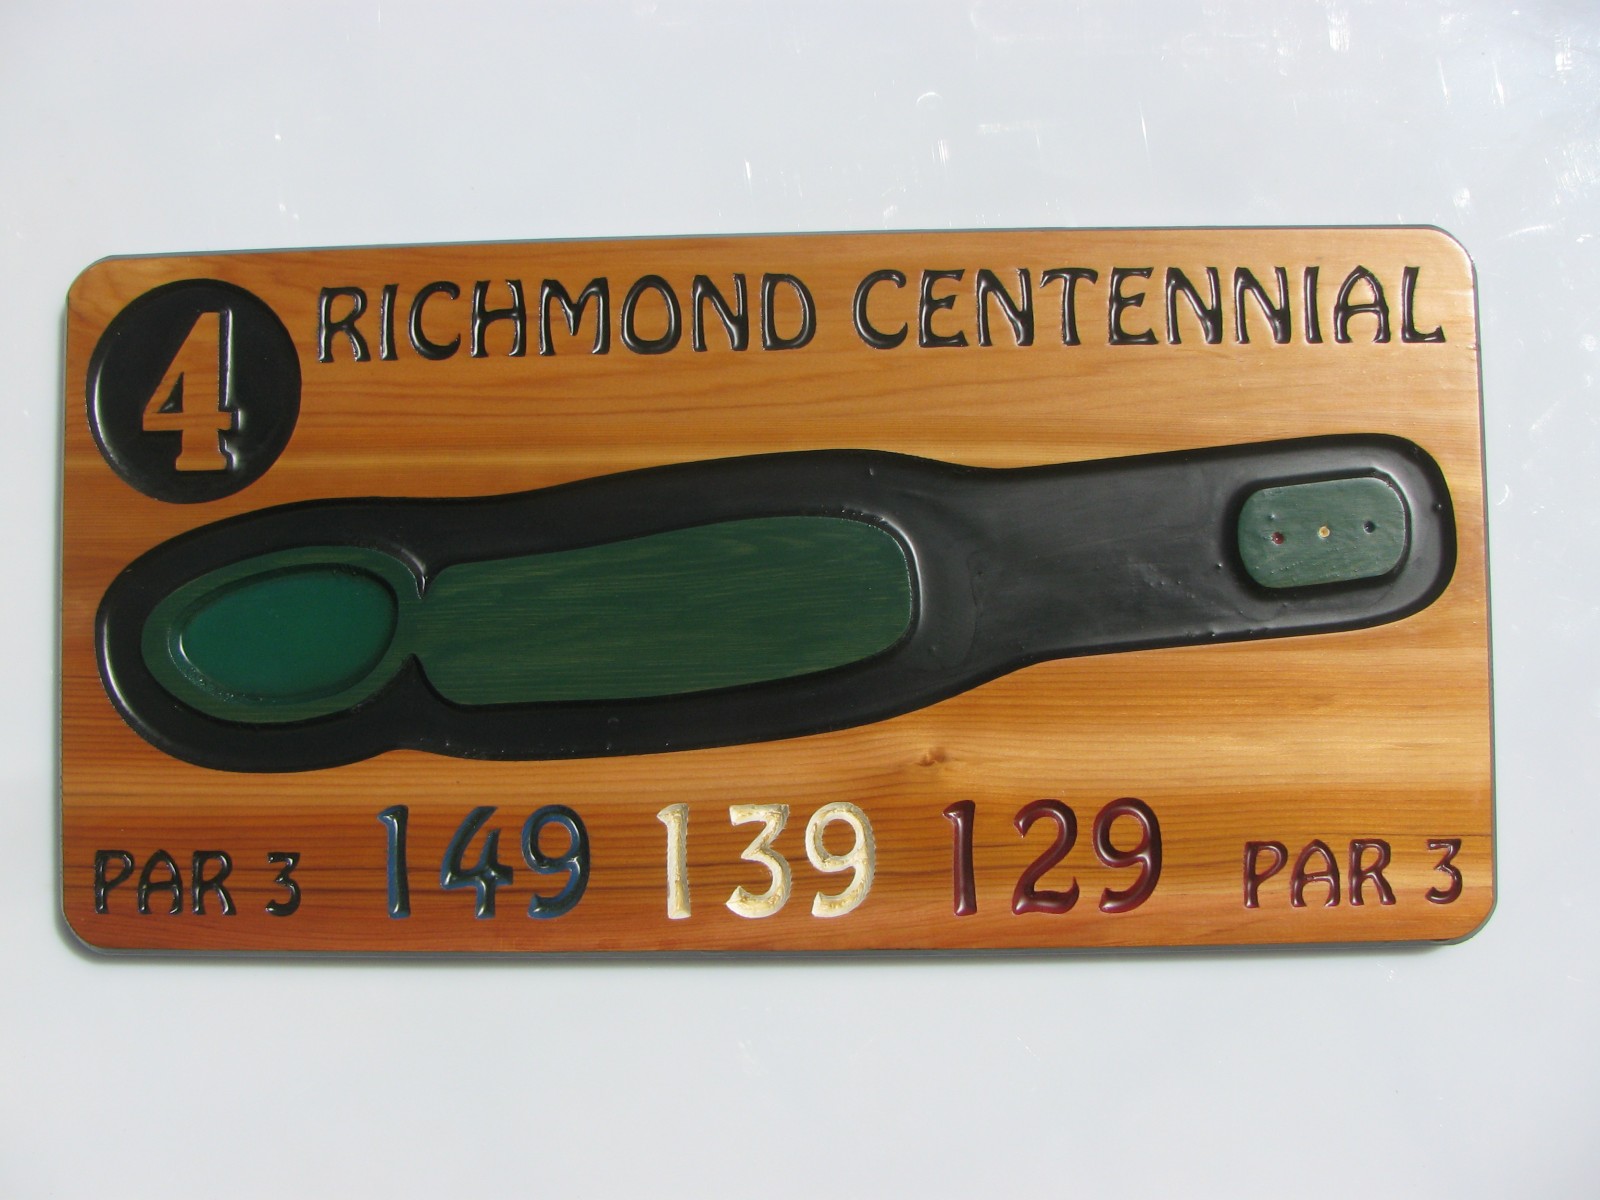 4 RICHMOND CENTENNIAL
PAR 3 149 139 129 PAR 3